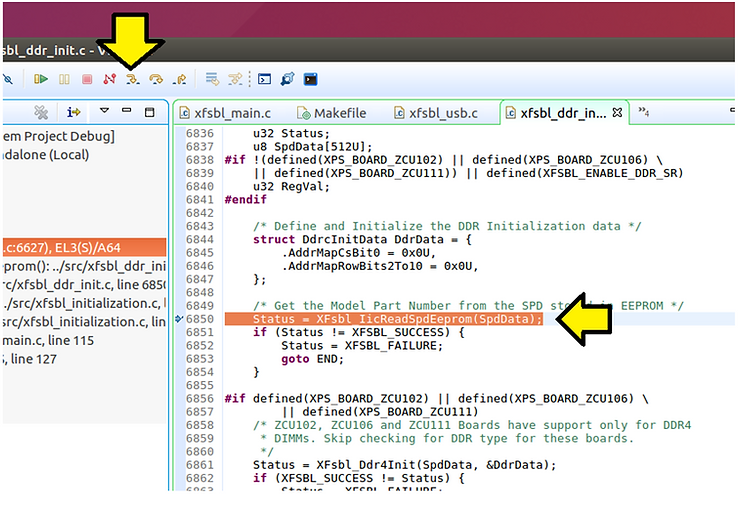 sbl_ddr_init.c - V
xfsbl_main.c
Makefile
xfsbl_usb.c
xfsbl_ddr_in...
»4
em Project Debug]
ndalone (Local)
.c:6627), EL3(S)/A64
eprom(): ../src/xfsbl_ddr_ini
rc/xfsbl_ddr_init.c, line 6850
./src/xfsbl_initialization.c, l
/src/xfsbl_initialization.c, lin
main.c, line 115
S, line 127
6836 u32 Status;
6837 u8 SpdData[512U];
6838 #if !(defined(XPS_BOARD_ZCU102) || defined(XPS_BOARD_ZCU106) \
6839 || defined(XPS_BOARD_ZCU111)) || defined(XFSBL_ENABLE_DDR_SR)
6840 u32 RegVal;
6841 #endif
6842
6843 /* Define and Initialize the DDR Initialization data */
6844 struct DdrcInitData DdrData = {
6845 .AddrMapCsBit0 = 0x0U,
6846 .AddrMapRowBits2To10 = 0x0U,
6847 };
6848
6849 /* Get the Model Part Number from the SPD in EEPROM */
6850 Status = XFsbl_IicReadSpdEeprom(SpdData);
6851 if (Status != XFSBL_SUCCESS) {
6852 Status = XFSBL_FAILURE;
6853 goto END;
6854 }
6855
6856 #if defined(XPS_BOARD_ZCU102) || defined(XPS_BOARD_ZCU106) \
6857 || defined(XPS_BOARD_ZCU111)
6858 /* ZCU102, ZCU106 and ZCU111 Boards have support only for DDR4
6859 * DIMMs. Skip checking for DDR type for these boards.
6860 */
6861 Status = XFsbl_Ddr4Init(SpdData, &DdrData);
6862 if (XFSBL_SUCCESS != Status) {
6863 Status = XFSBL_FAILURE;